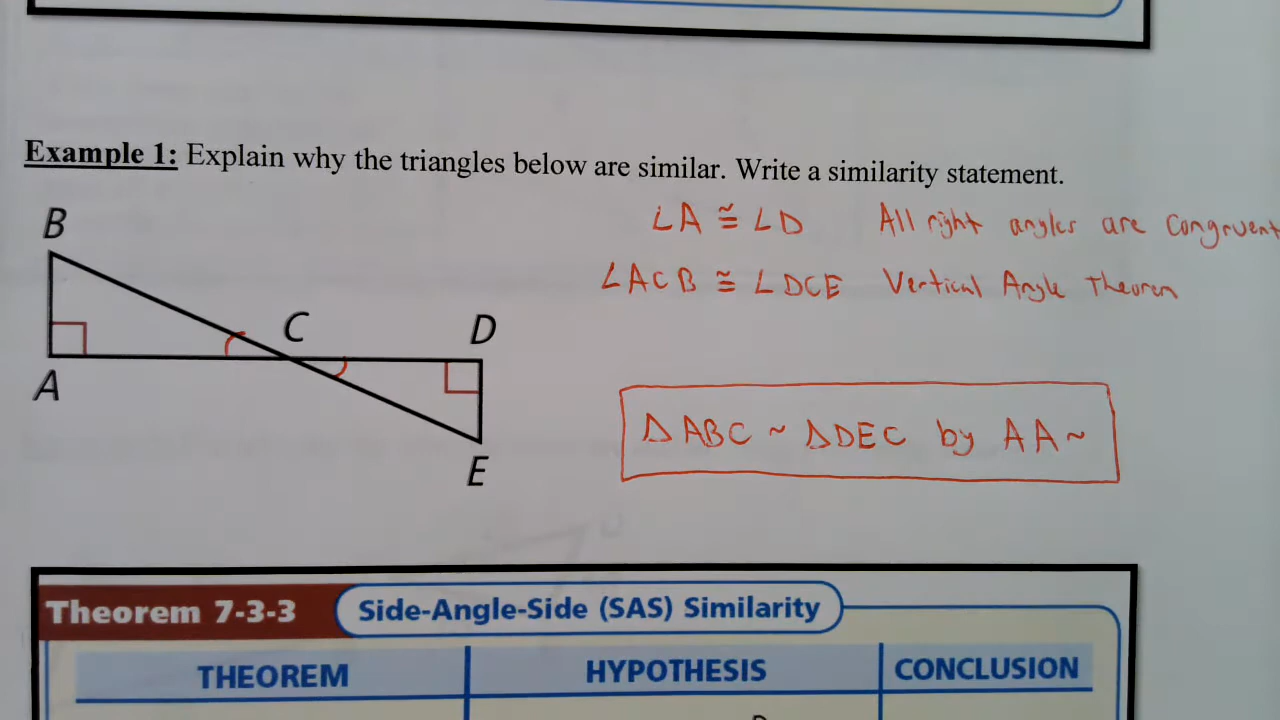 Example 1: Explain why the triangles below are similar. Write a similarity statement.
B
∠A ≅ ∠D All right angles are congruent
∠ACB ≅ ∠DCE Vertical Angle Theorem
C
D
A
△ABC ~ △DEC by AA~
E
Theorem 7-3-3 Side-Angle-Side (SAS) Similarity
THEOREM HYPOTHESIS CONCLUSION